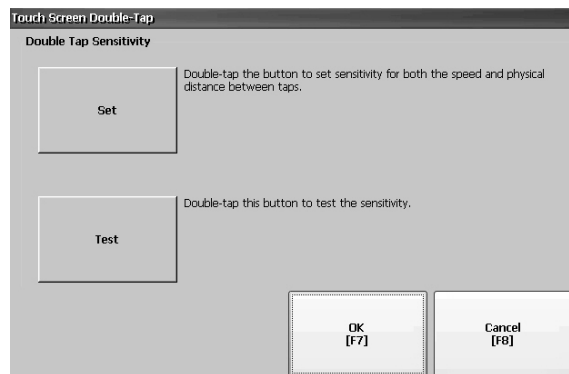 Touch Screen Double-Tap
Double Tap Sensitivity
Set
Double-tap the button to set sensitivity for both the speed and physical
distance between taps.
Test
Double-tap this button to test the sensitivity.
OK
[F7]
Cancel
[F8]